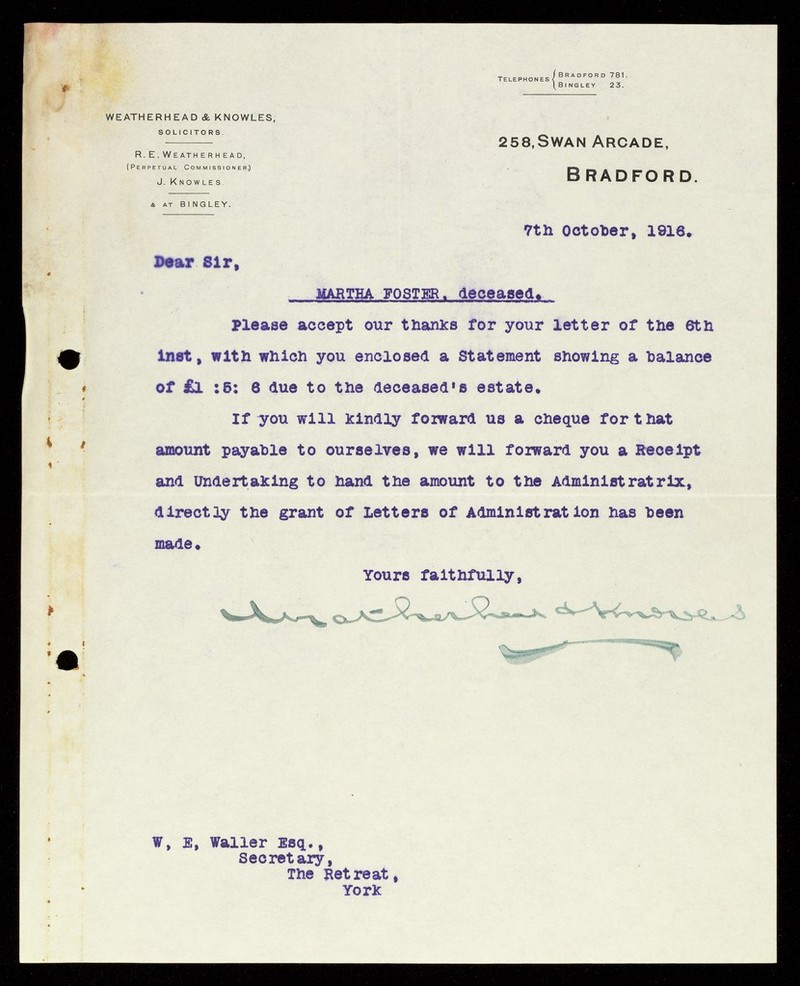 TELEPHONES { BRADFORD 781.
BINGLEY 23.
WEATHERHEAD & KNOWLES,
SOLICITORS.
R. E. WEATHERHEAD,
(PERPETUAL COMMISSIONER)
J. KNOWLES
& AT BINGLEY.
258, SWAN ARCADE,
BRADFORD.
7th October, 1916.
Dear Sir,
MARTHA FOSTER, deceased.
Please accept our thanks for your letter of the 6th
inst, with which you enclosed a Statement showing a balance
of £1 :5: 6 due to the deceased's estate.
If you will kindly forward us a cheque for that
amount payable to ourselves, we will forward you a Receipt
and Undertaking to hand the amount to the Administratrix,
directly the grant of Letters of Administration has been
made.
Yours faithfully,
Weatherhead & Knowles
W, E, Waller Esq.,
Secretary,
The Retreat,
York